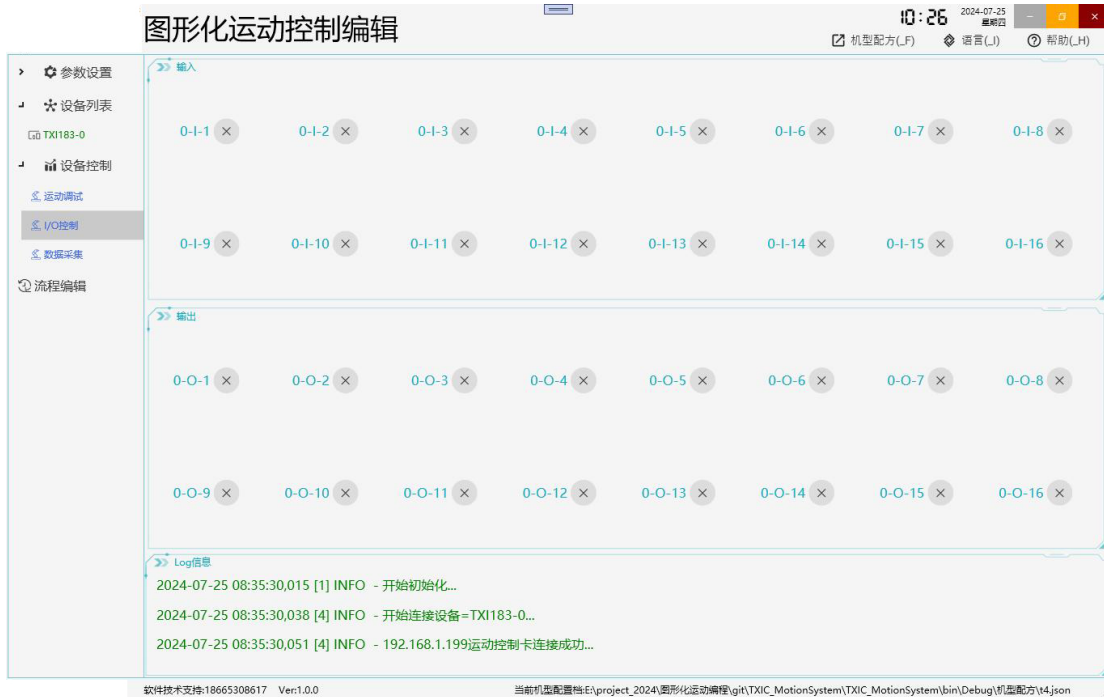 图形化运动控制编辑
10:26
2024-07-25
星期四
机型配方(_F) 语言(_I) 帮助(_H)
参数设置
设备列表
TXI183-0
设备控制
运动调试
I/O控制
数据采集
流程编辑
输入
0-I-1 0-I-2 0-I-3 0-I-4 0-I-5 0-I-6 0-I-7 0-I-8
0-I-9 0-I-10 0-I-11 0-I-12 0-I-13 0-I-14 0-I-15 0-I-16
输出
0-O-1 0-O-2 0-O-3 0-O-4 0-O-5 0-O-6 0-O-7 0-O-8
0-O-9 0-O-10 0-O-11 0-O-12 0-O-13 0-O-14 0-O-15 0-O-16
Log信息
2024-07-25 08:35:30,015 [1] INFO - 开始初始化...
2024-07-25 08:35:30,038 [4] INFO - 开始连接设备=TXI183-0...
2024-07-25 08:35:30,051 [4] INFO - 192.168.1.199运动控制卡连接成功...
软件技术支持:18665308617 Ver:1.0.0 当前机型配置档:E:\project_2024\图形化运动编程\git\TXIC_MotionSystem\TXIC_MotionSystem\bin\Debug\机型配方\t4.json